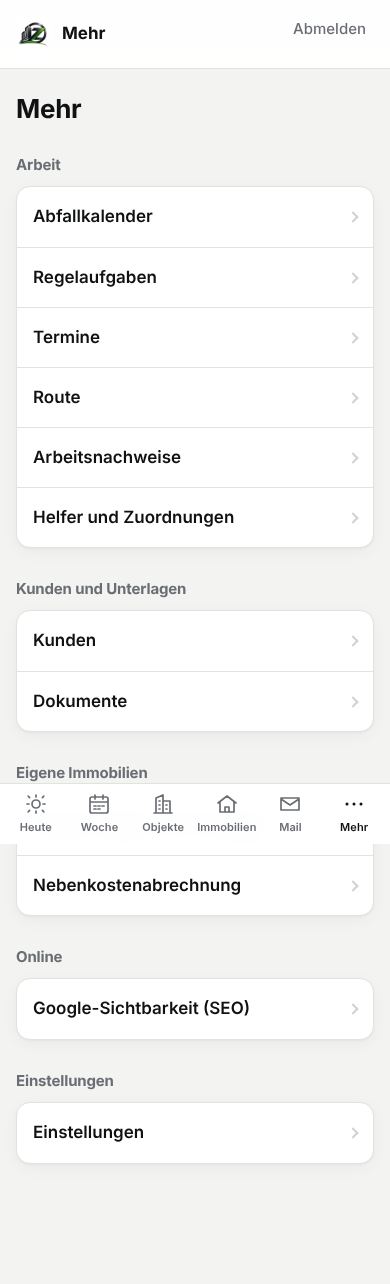 Mehr
Abmelden
Mehr
Arbeit
Abfallkalender
Regelaufgaben
Termine
Route
Arbeitsnachweise
Helfer und Zuordnungen
Kunden und Unterlagen
Kunden
Dokumente
Eigene Immobilien
Heute
Woche
Objekte
Immobilien
Mail
Mehr
Nebenkostenabrechnung
Online
Google-Sichtbarkeit (SEO)
Einstellungen
Einstellungen